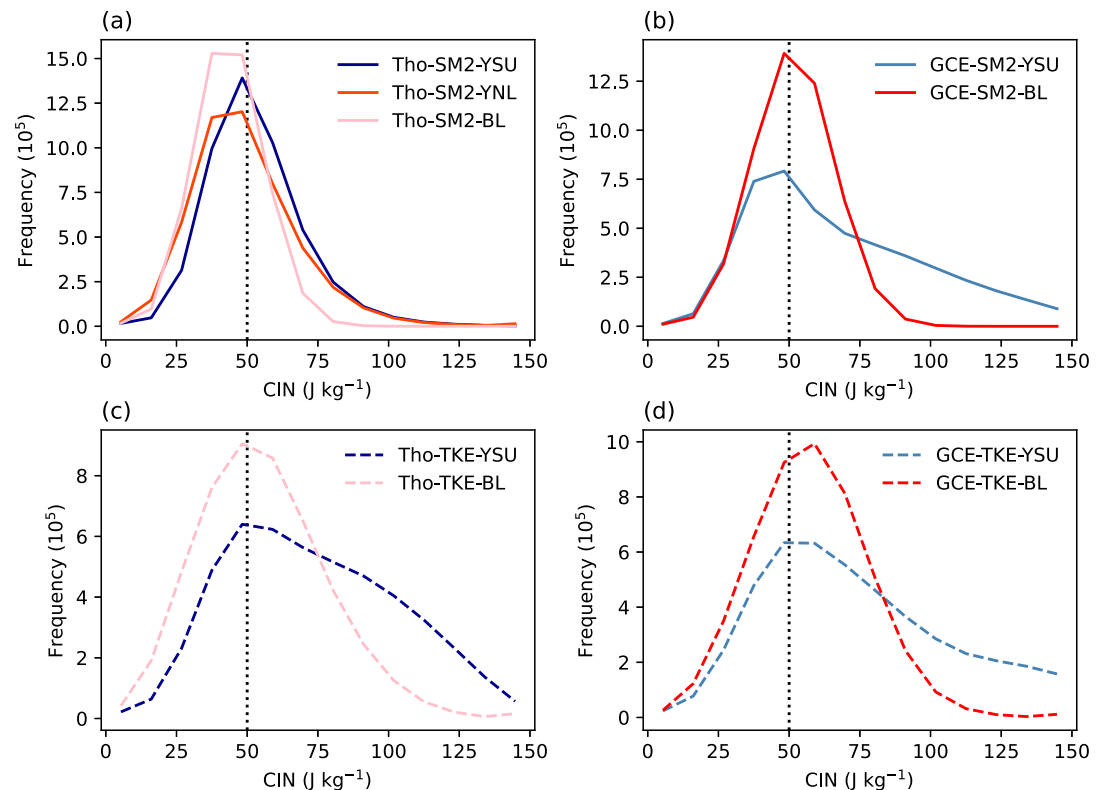 (a)
Frequency (10⁵)
15.0
12.5
10.0
7.5
5.0
2.5
0.0
Tho-SM2-YSU
Tho-SM2-YNL
Tho-SM2-BL
0 25 50 75 100 125 150
CIN (J kg⁻¹)
(b)
Frequency (10⁵)
12.5
10.0
7.5
5.0
2.5
0.0
GCE-SM2-YSU
GCE-SM2-BL
0 25 50 75 100 125 150
CIN (J kg⁻¹)
(c)
Frequency (10⁵)
8
6
4
2
0
Tho-TKE-YSU
Tho-TKE-BL
0 25 50 75 100 125 150
CIN (J kg⁻¹)
(d)
Frequency (10⁵)
10
8
6
4
2
0
GCE-TKE-YSU
GCE-TKE-BL
0 25 50 75 100 125 150
CIN (J kg⁻¹)